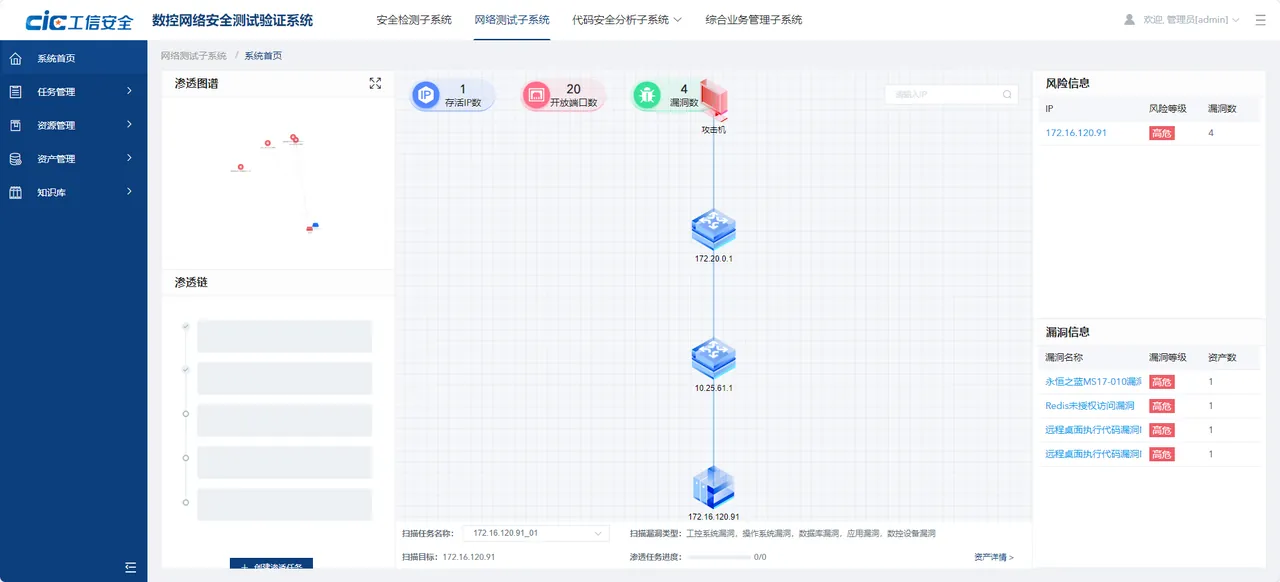 CIC工信安全 数控网络安全测试验证系统 安全检测子系统 网络测试子系统 代码安全分析子系统 综合业务管理子系统 欢迎, 管理员[admin]
系统首页
任务管理
资源管理
资产管理
知识库
网络测试子系统 / 系统首页
渗透图谱
渗透链
创建渗透任务
IP 1 存活IP数
20 开放端口数
4 漏洞数
请输入IP
攻击机
172.20.0.1
10.25.61.1
172.16.120.91
扫描任务名称: 172.16.120.91_01
扫描漏洞类型: 工控系统漏洞, 操作系统漏洞, 数据库漏洞, 应用漏洞, 数控设备漏洞
扫描目标: 172.16.120.91
渗透任务进度: 0/0
资产详情 >
风险信息
IP 风险等级 漏洞数
172.16.120.91 高危 4
漏洞信息
漏洞名称 漏洞等级 资产数
永恒之蓝MS17-010漏洞 高危 1
Redis未授权访问漏洞 高危 1
远程桌面执行代码漏洞 高危 1
远程桌面执行代码漏洞 高危 1